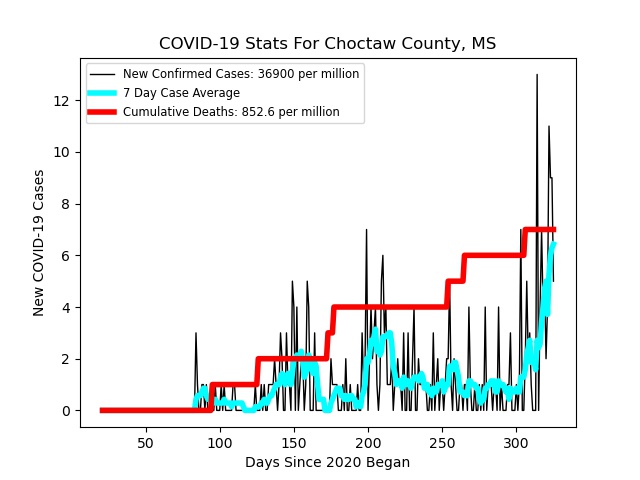 COVID-19 Stats For Choctaw County, MS
New Confirmed Cases: 36900 per million
7 Day Case Average
Cumulative Deaths: 852.6 per million
New COVID-19 Cases
12
10
8
6
4
2
0
50 100 150 200 250 300
Days Since 2020 Began